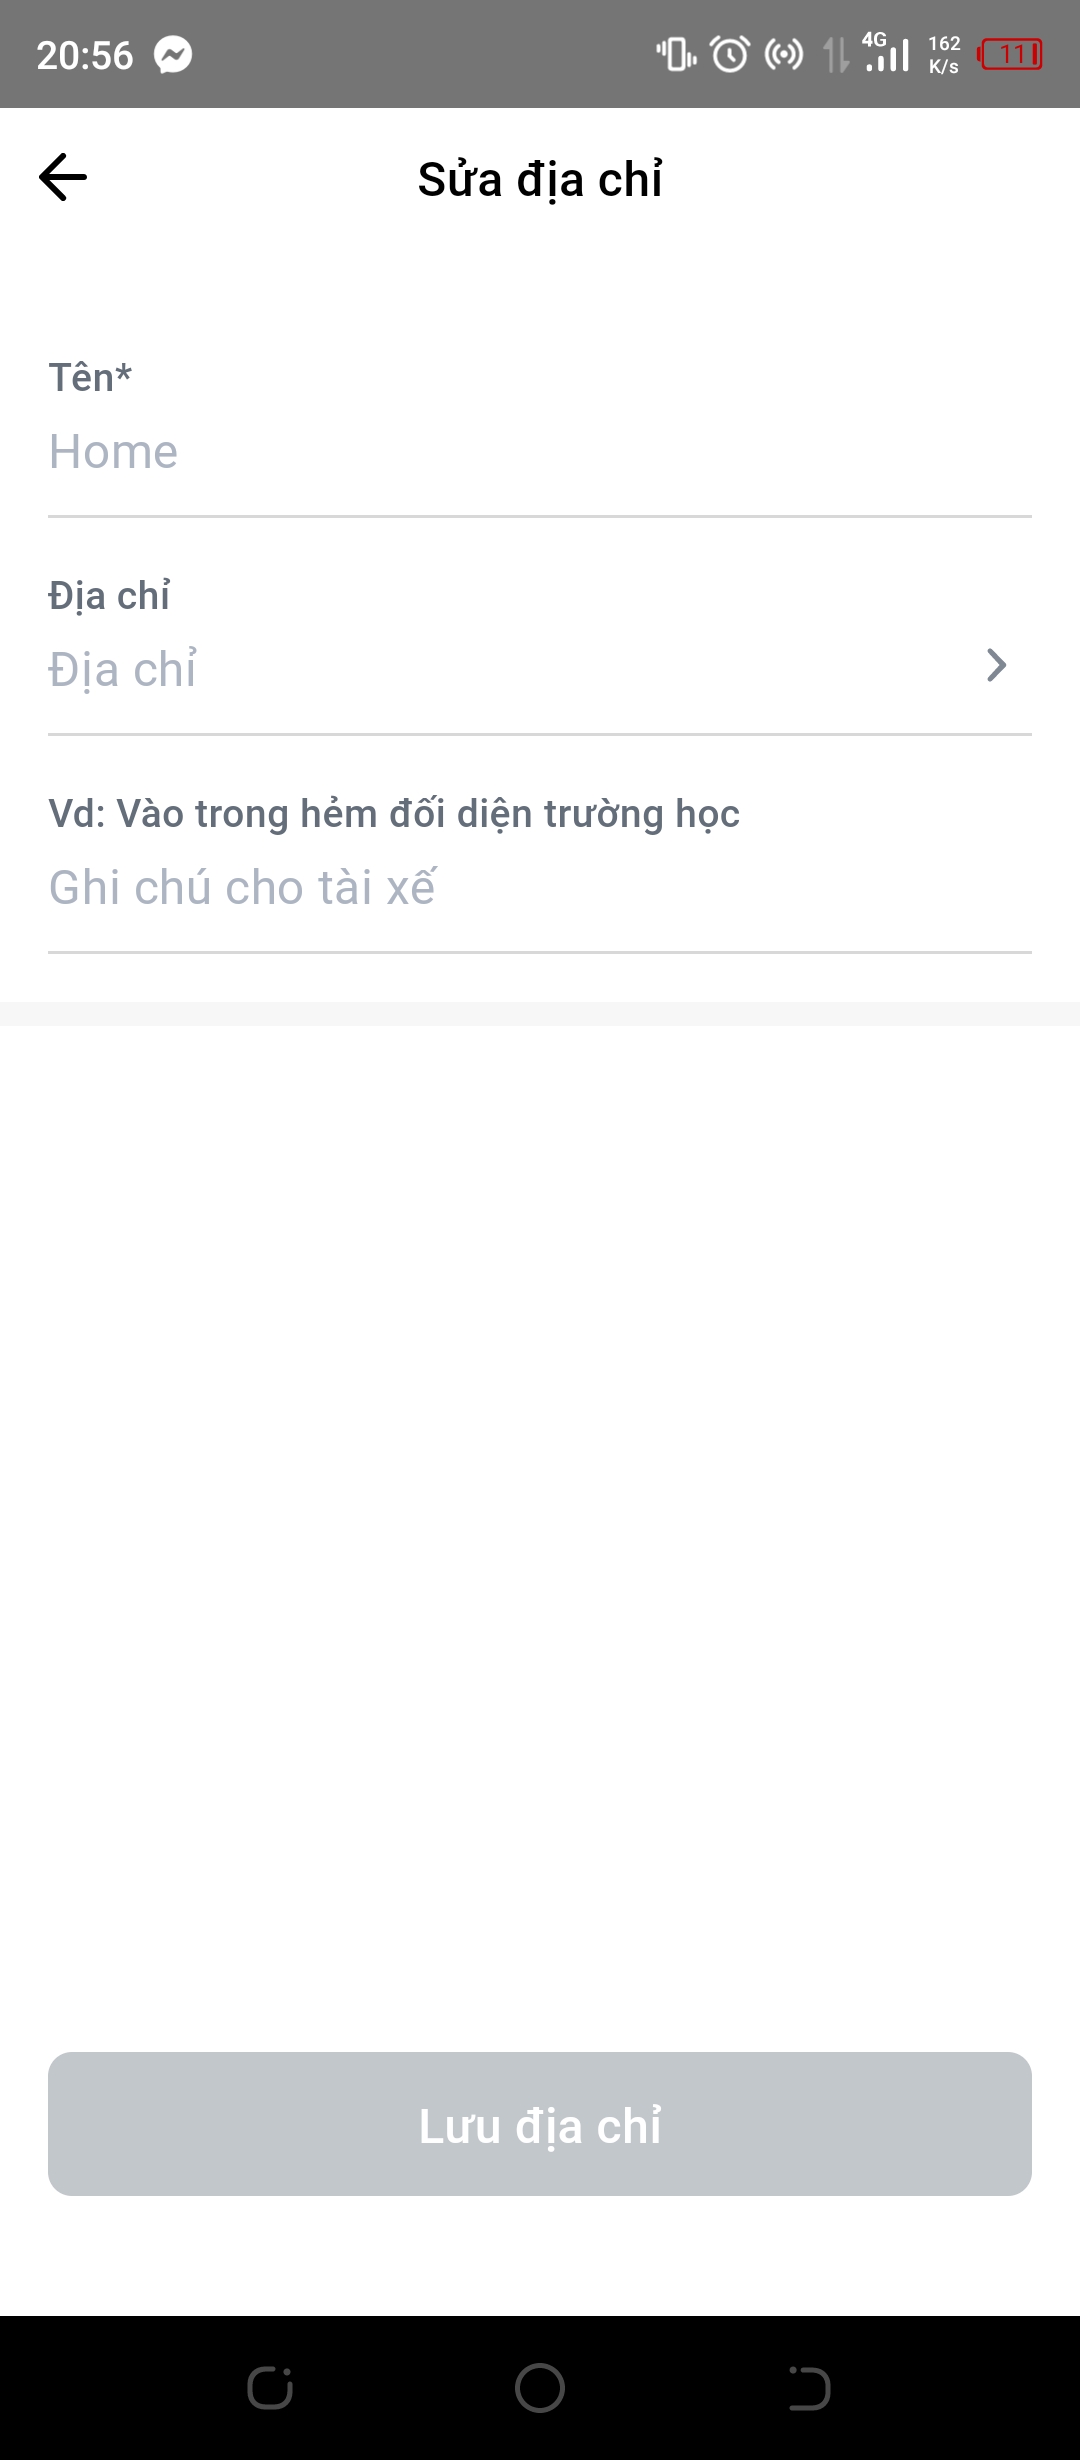 20:56
4G
162
K/s
11
Sửa địa chỉ
Tên*
Home
Địa chỉ
Địa chỉ
Vd: Vào trong hẻm đối diện trường học
Ghi chú cho tài xế
Lưu địa chỉ